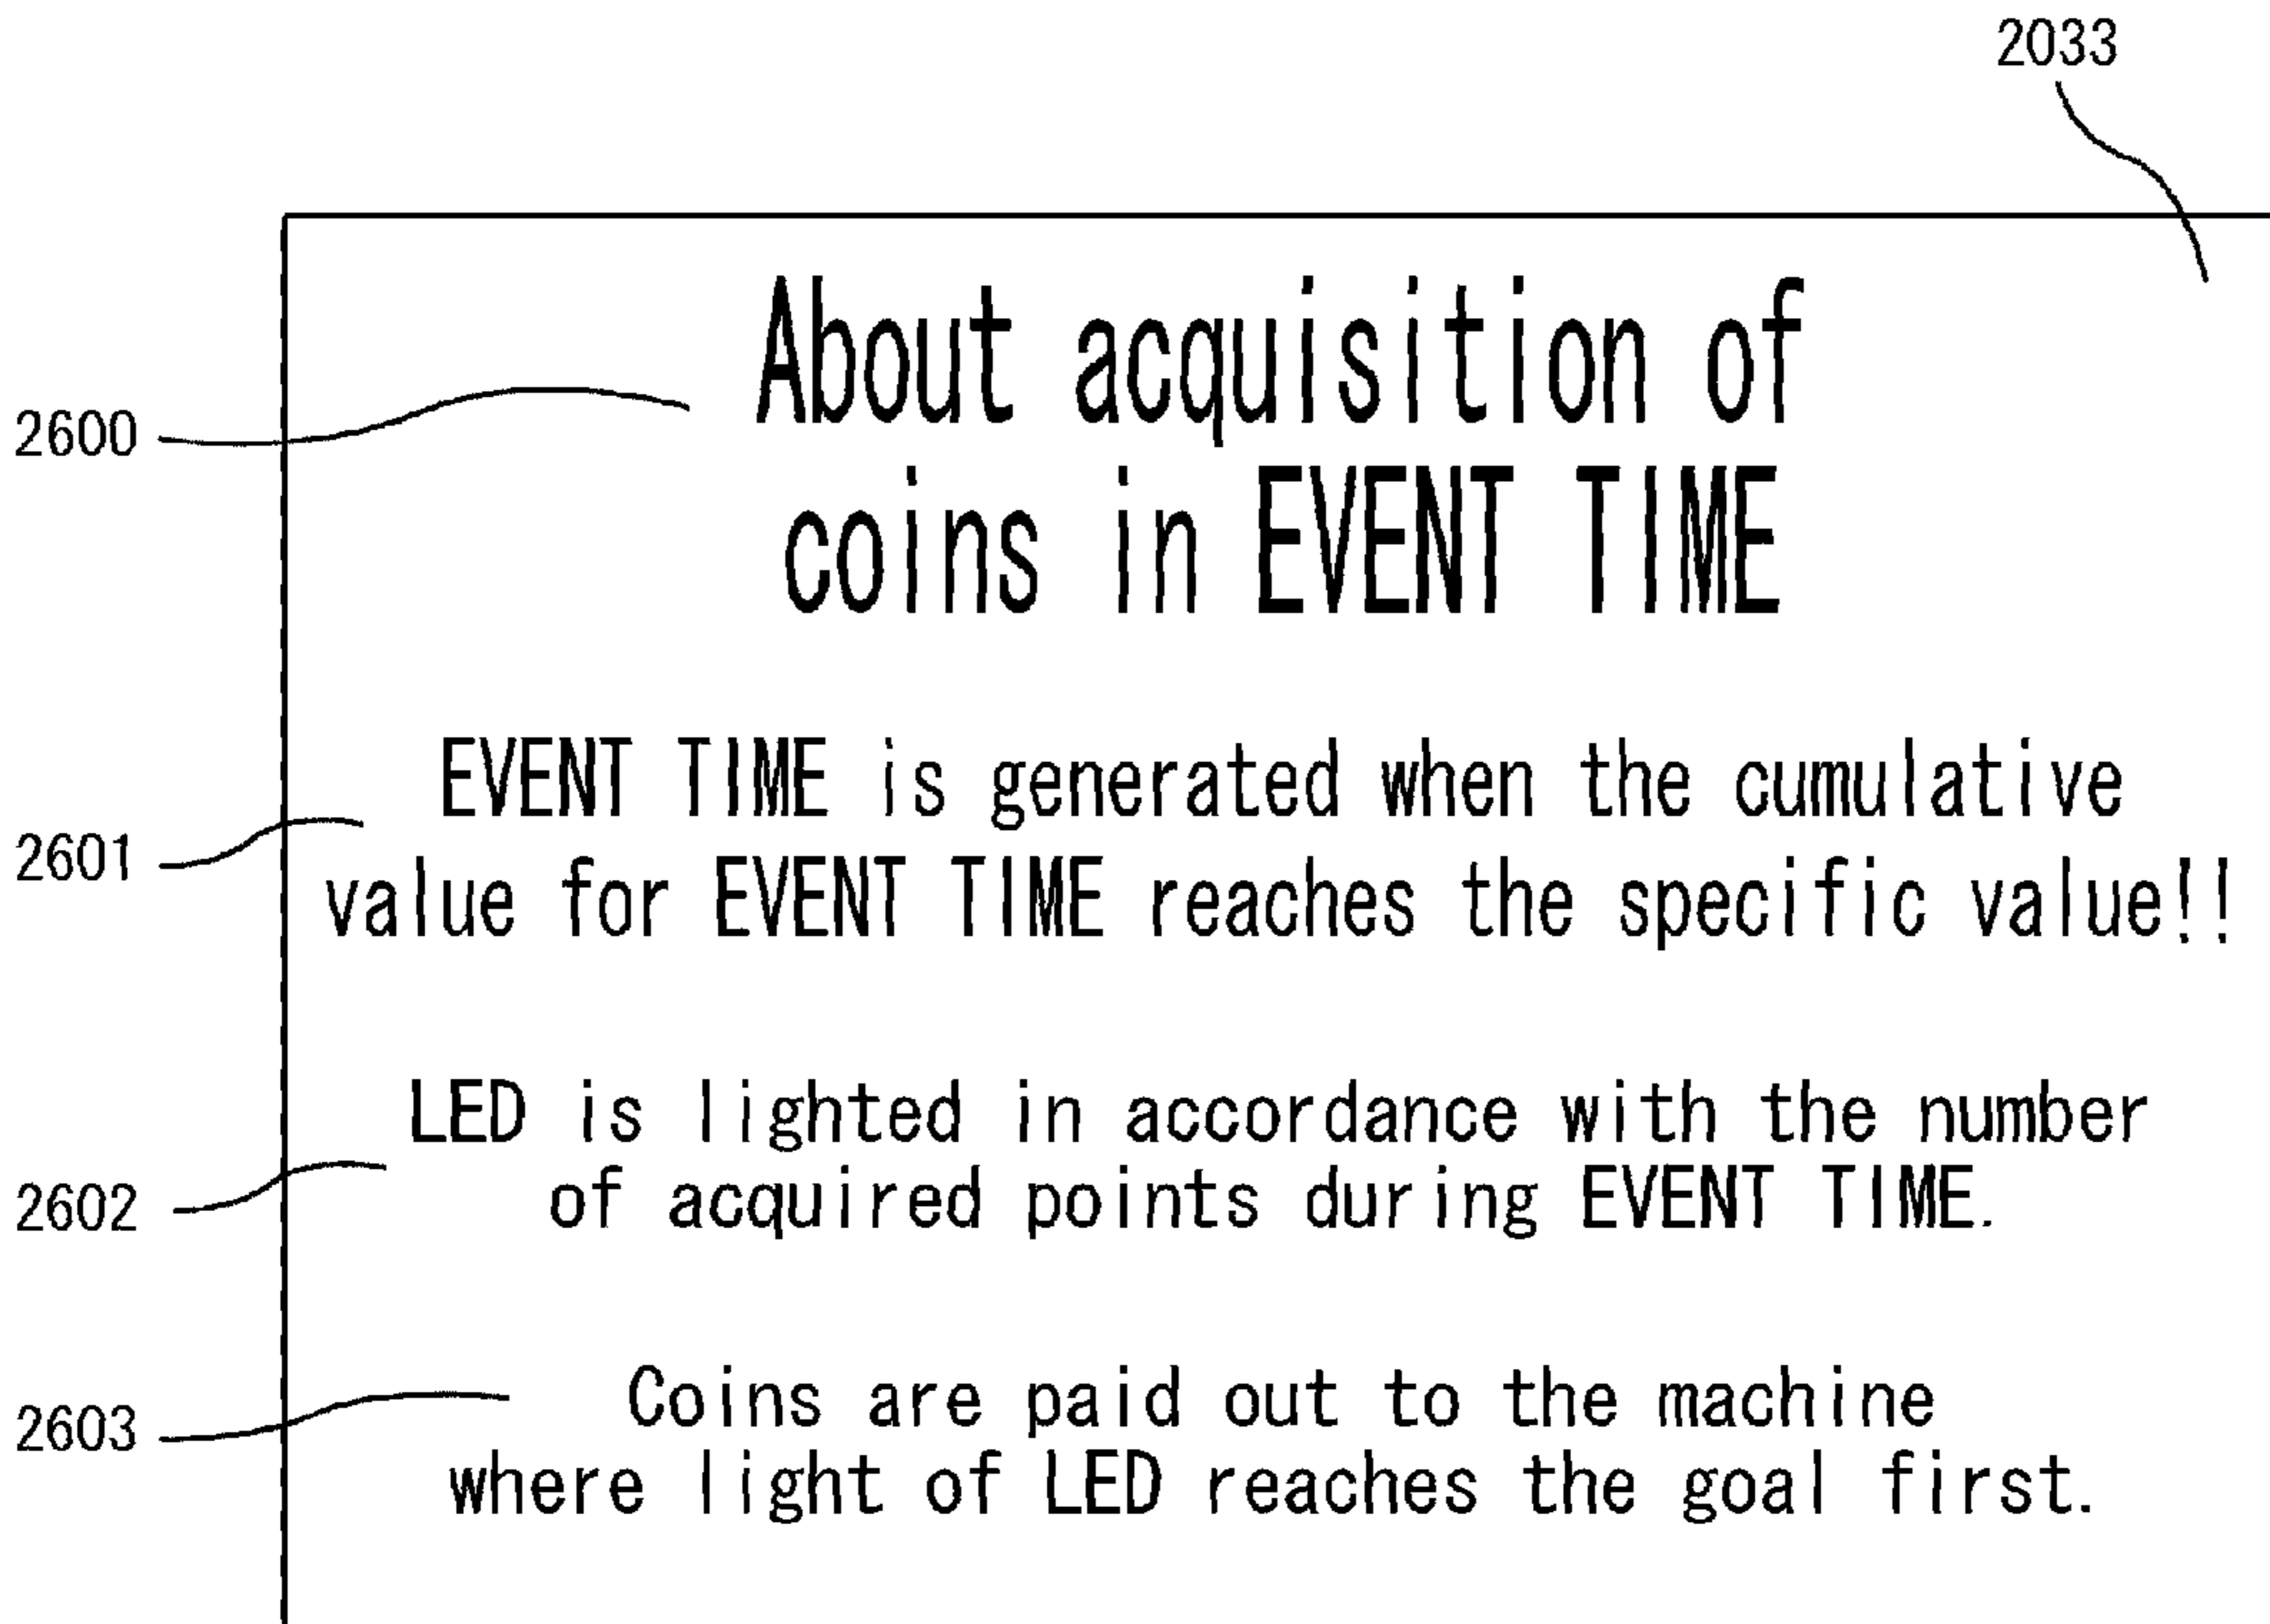 2033
2600
About acquisition of
coins in EVENT TIME
2601
EVENT TIME is generated when the cumulative
value for EVENT TIME reaches the specific value!!
2602
LED is lighted in accordance with the number
of acquired points during EVENT TIME.
2603
Coins are paid out to the machine
where light of LED reaches the goal first.